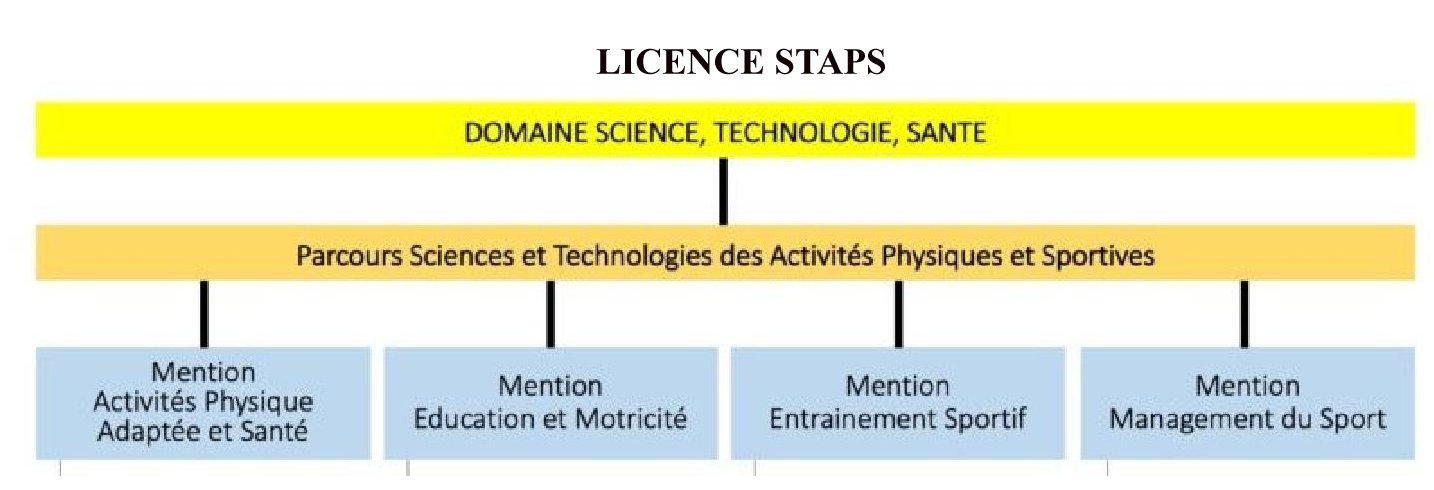 LICENCE STAPS
DOMAINE SCIENCE, TECHNOLOGIE, SANTE
Parcours Sciences et Technologies des Activités Physiques et Sportives
Mention
Activités Physique
Adaptée et Santé
Mention
Education et Motricité
Mention
Entrainement Sportif
Mention
Management du Sport